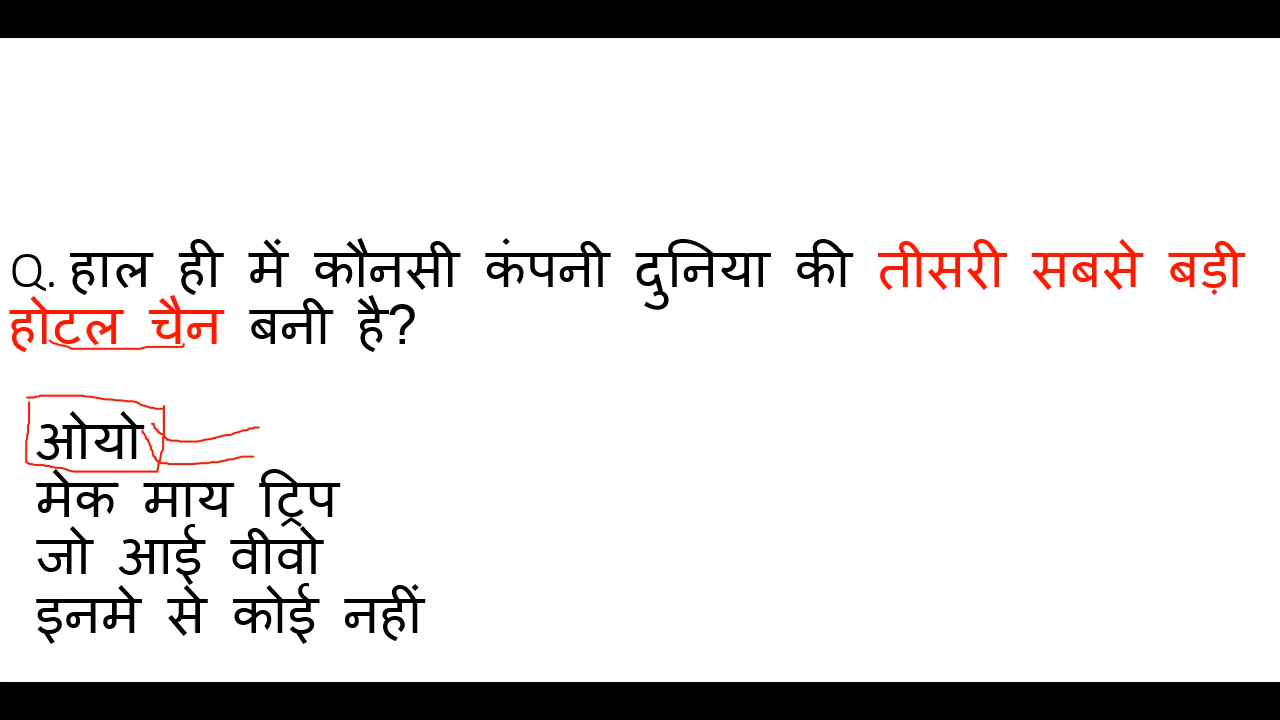 Q. हाल ही में कौनसी कंपनी दुनिया की तीसरी सबसे बड़ी
होटल चैन बनी है?
ओयो
मेक माय ट्रिप
जो आई वीवो
इनमे से कोई नहीं